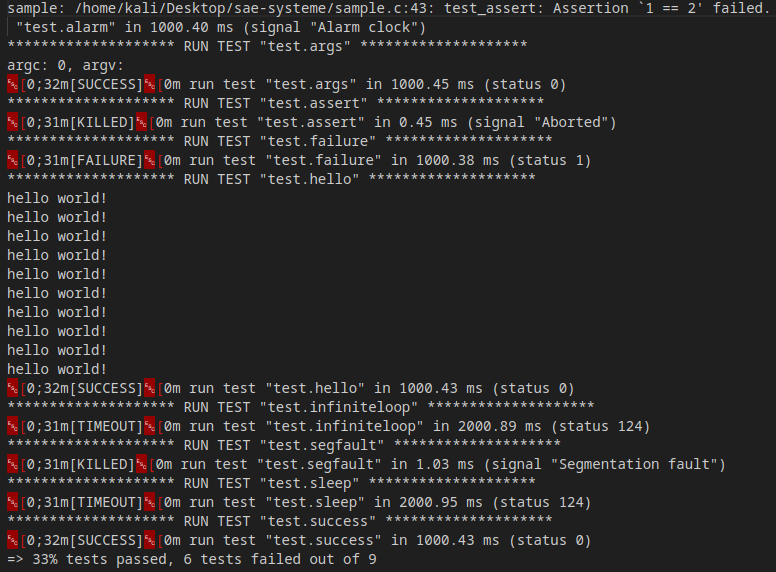 sample: /home/kali/Desktop/sae-systeme/sample.c:43: test_assert: Assertion `1 == 2' failed.
"test.alarm" in 1000.40 ms (signal "Alarm clock")
******************** RUN TEST "test.args" ********************
argc: 0, argv:
␛[0;32m[SUCCESS]␛[0m run test "test.args" in 1000.45 ms (status 0)
******************** RUN TEST "test.assert" ********************
␛[0;31m[KILLED]␛[0m run test "test.assert" in 0.45 ms (signal "Aborted")
******************** RUN TEST "test.failure" ********************
␛[0;31m[FAILURE]␛[0m run test "test.failure" in 1000.38 ms (status 1)
******************** RUN TEST "test.hello" ********************
hello world!
hello world!
hello world!
hello world!
hello world!
hello world!
hello world!
hello world!
hello world!
hello world!
␛[0;32m[SUCCESS]␛[0m run test "test.hello" in 1000.43 ms (status 0)
******************** RUN TEST "test.infiniteloop" ********************
␛[0;31m[TIMEOUT]␛[0m run test "test.infiniteloop" in 2000.89 ms (status 124)
******************** RUN TEST "test.segfault" ********************
␛[0;31m[KILLED]␛[0m run test "test.segfault" in 1.03 ms (signal "Segmentation fault")
******************** RUN TEST "test.sleep" ********************
␛[0;31m[TIMEOUT]␛[0m run test "test.sleep" in 2000.95 ms (status 124)
******************** RUN TEST "test.success" ********************
␛[0;32m[SUCCESS]␛[0m run test "test.success" in 1000.43 ms (status 0)
=> 33% tests passed, 6 tests failed out of 9